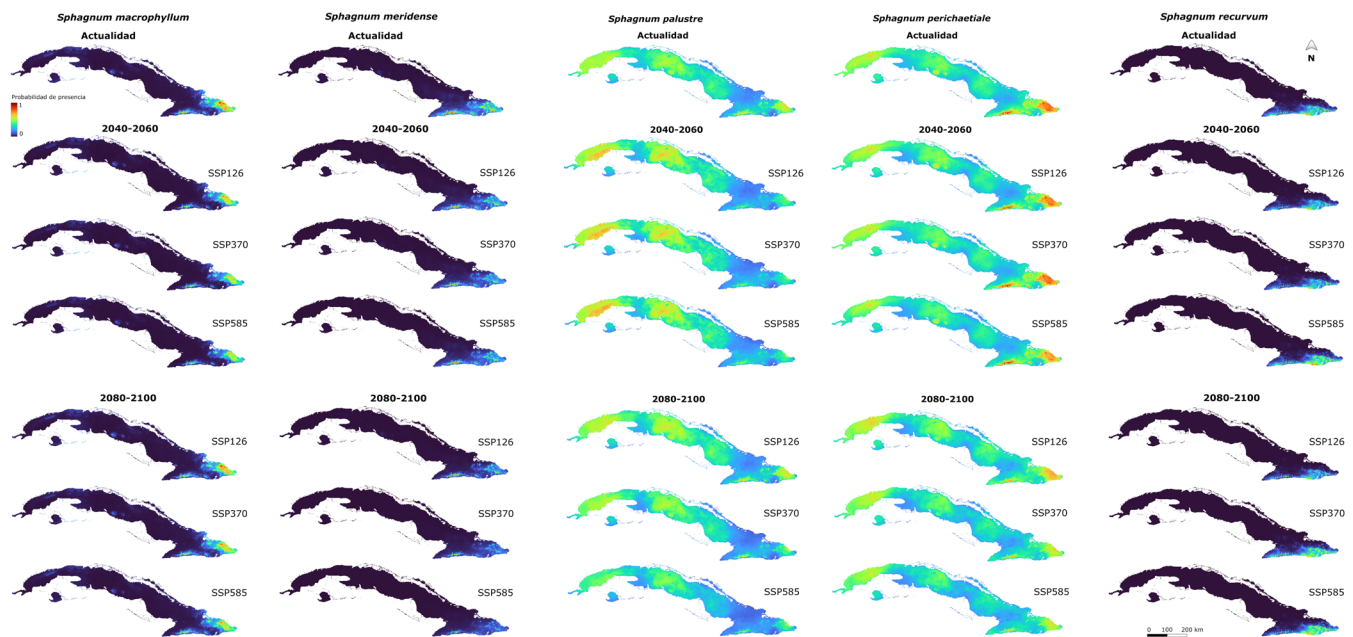 Sphagnum macrophyllum
Sphagnum meridense
Sphagnum palustre
Sphagnum perichaetiale
Sphagnum recurvum
Actualidad
Actualidad
Actualidad
Actualidad
Actualidad
N
Probabilidad de presencia
1
0
2040-2060
2040-2060
2040-2060
2040-2060
2040-2060
SSP126
SSP126
SSP126
SSP126
SSP126
SSP370
SSP370
SSP370
SSP370
SSP370
SSP585
SSP585
SSP585
SSP585
SSP585
2080-2100
2080-2100
2080-2100
2080-2100
2080-2100
SSP126
SSP126
SSP126
SSP126
SSP126
SSP370
SSP370
SSP370
SSP370
SSP370
SSP585
SSP585
SSP585
SSP585
SSP585
0 100 200 km